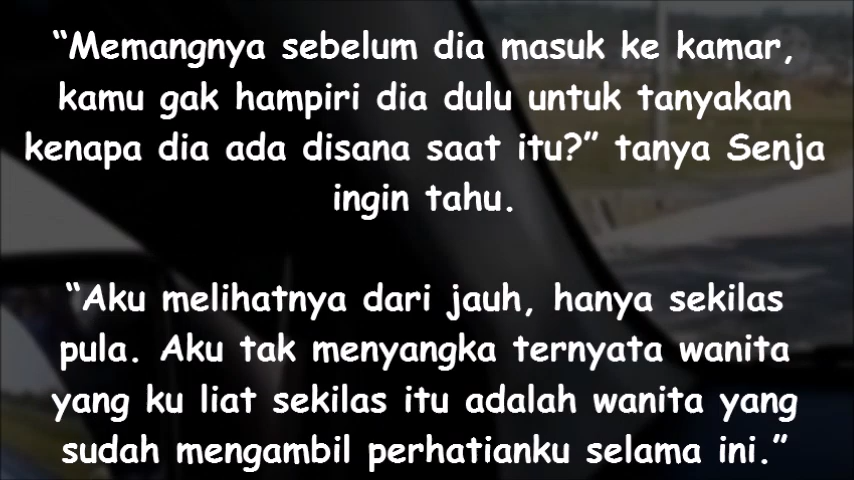 “Memangnya sebelum dia masuk ke kamar,
kamu gak hampiri dia dulu untuk tanyakan
kenapa dia ada disana saat itu?” tanya Senja
ingin tahu.
“Aku melihatnya dari jauh, hanya sekilas
pula. Aku tak menyangka ternyata wanita
yang ku liat sekilas itu adalah wanita yang
sudah mengambil perhatianku selama ini.”